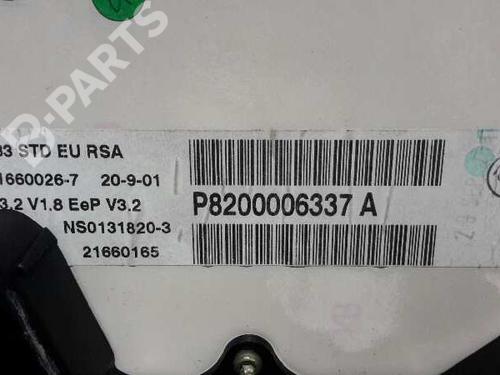 B-PARTS
33 STD EU RSA
1660026-7 20-9-01
3.2 V1.8 EeP V3.2
NS0131820-3
21660165
P8200006337 A